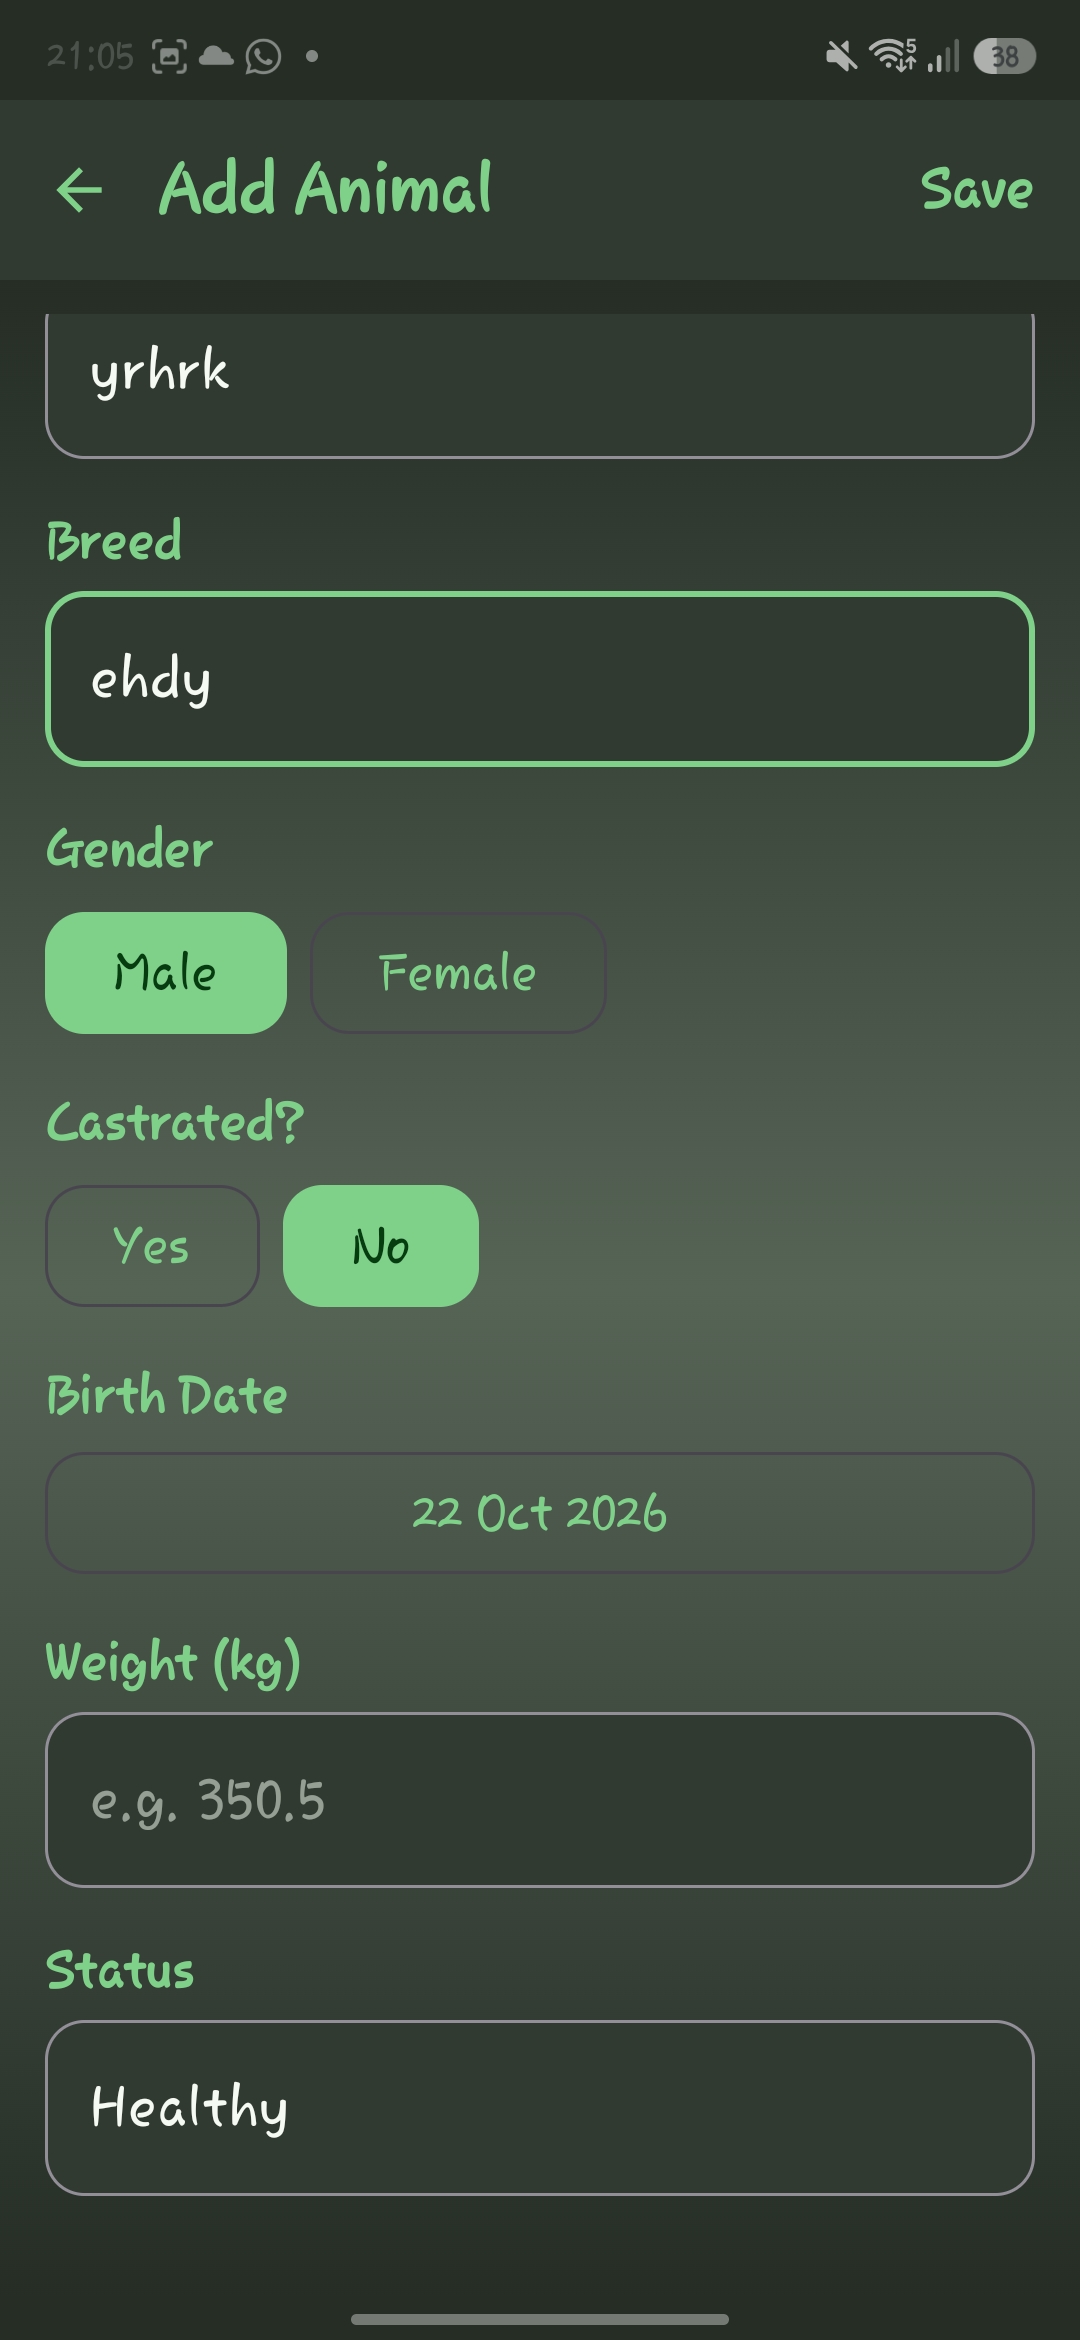 21:05
5
38
Add Animal
Save
yrhrk
Breed
ehdy
Gender
Male
Female
Castrated?
Yes
No
Birth Date
22 Oct 2026
Weight (kg)
e.g. 350.5
Status
Healthy